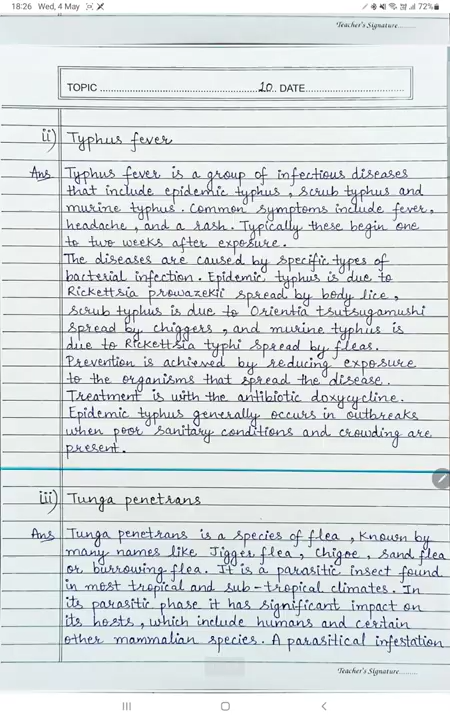 18:26 Wed, 4 May
72%
Teacher's Signature..........
TOPIC .......................................................... 20.. DATE....................................
ii) Typhus fever
Ans Typhus fever is a group of infectious diseases
that include epidemic typhus, scrub typhus and
murine typhus. Common symptoms include fever,
headache, and a rash. Typically these begin one
to two weeks after exposure.
The diseases are caused by specific types of
bacterial infection. Epidemic typhus is due to
Rickettsia prowazekii spread by body lice,
scrub typhus is due to Orientia tsutsugamushi
spread by chiggers, and murine typhus is
due to Rickettsia typhi spread by fleas.
Prevention is achieved by reducing exposure
to the organisms that spread the disease.
Treatment is with the antibiotic doxycycline.
Epidemic typhus generally occurs in outbreaks
when poor sanitary conditions and crowding are
present.
iii) Tunga penetrans
Ans Tunga penetrans is a species of flea, known by
many names like Jigger flea, Chigoe, sand flea
or burrowing flea. It is a parasitic insect found
in most tropical and sub-tropical climates. In
its parasitic phase it has significant impact on
its hosts, which include humans and certain
other mammalian species. A parasitical infestation
Teacher's Signature..........